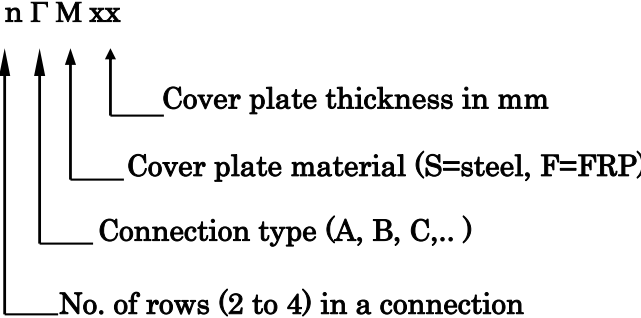 n Γ M xx
Cover plate thickness in mm
Cover plate material (S=steel, F=FRP)
Connection type (A, B, C,.. )
No. of rows (2 to 4) in a connection